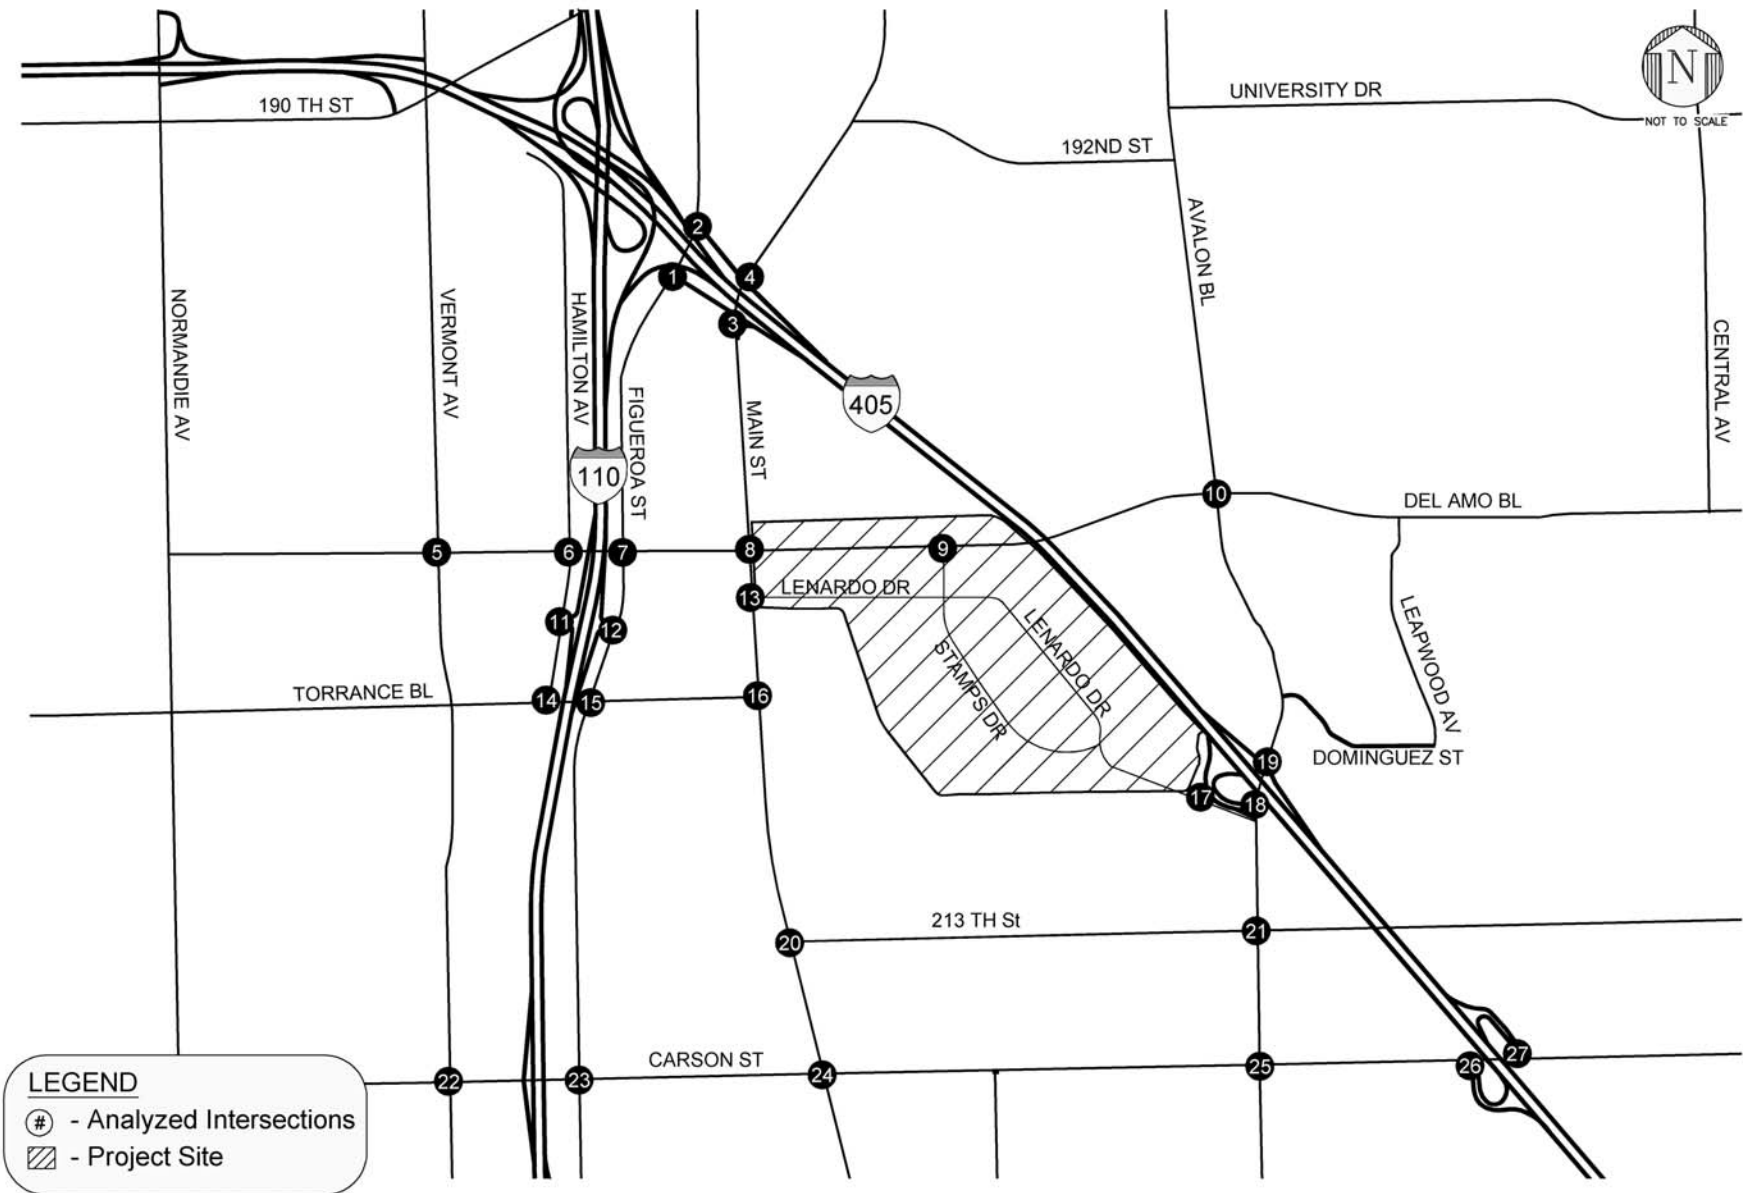 N
NOT TO SCALE
190 TH ST
UNIVERSITY DR
192ND ST
AVALON BL
NORMANDIE AV
VERMONT AV
HAMILTON AV
FIGUEROA ST
MAIN ST
CENTRAL AV
2
1
4
3
405
110
10
DEL AMO BL
5
6
7
8
9
13
LENARDO DR
LENARDO DR
STAMPS DR
LEAPWOOD AV
11
12
TORRANCE BL
14
15
16
19
DOMINGUEZ ST
17
18
213 TH St
20
21
CARSON ST
22
23
24
25
26
27
LEGEND
# - Analyzed Intersections
- Project Site